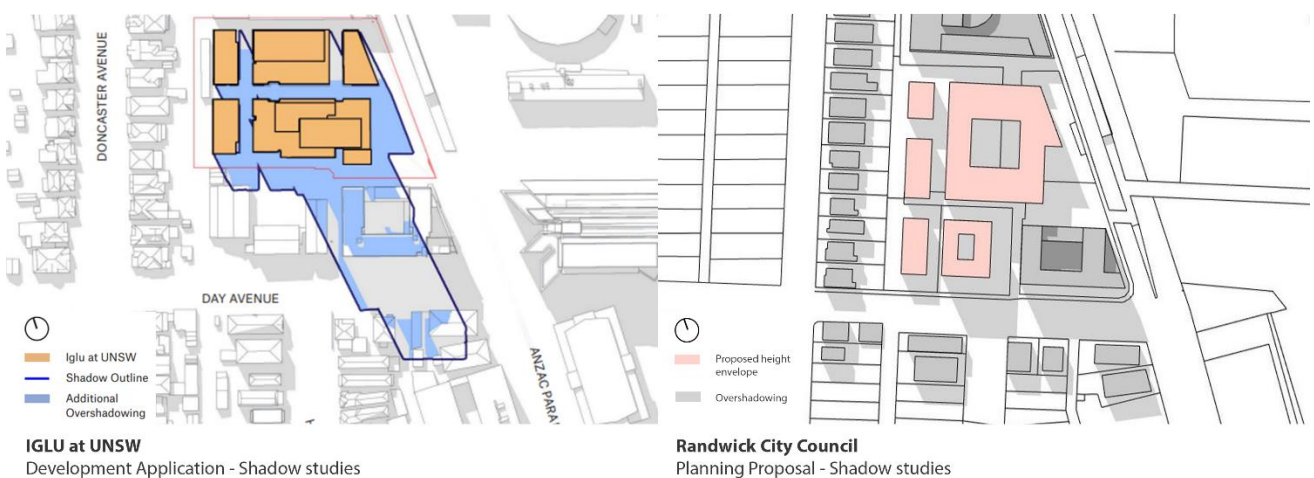 DONCASTER AVENUE
DAY AVENUE
ANZAC PARA
Iglu at UNSW
Shadow Outline
Additional
Overshadowing
IGLU at UNSW
Development Application - Shadow studies
Proposed height
envelope
Overshadowing
Randwick City Council
Planning Proposal - Shadow studies